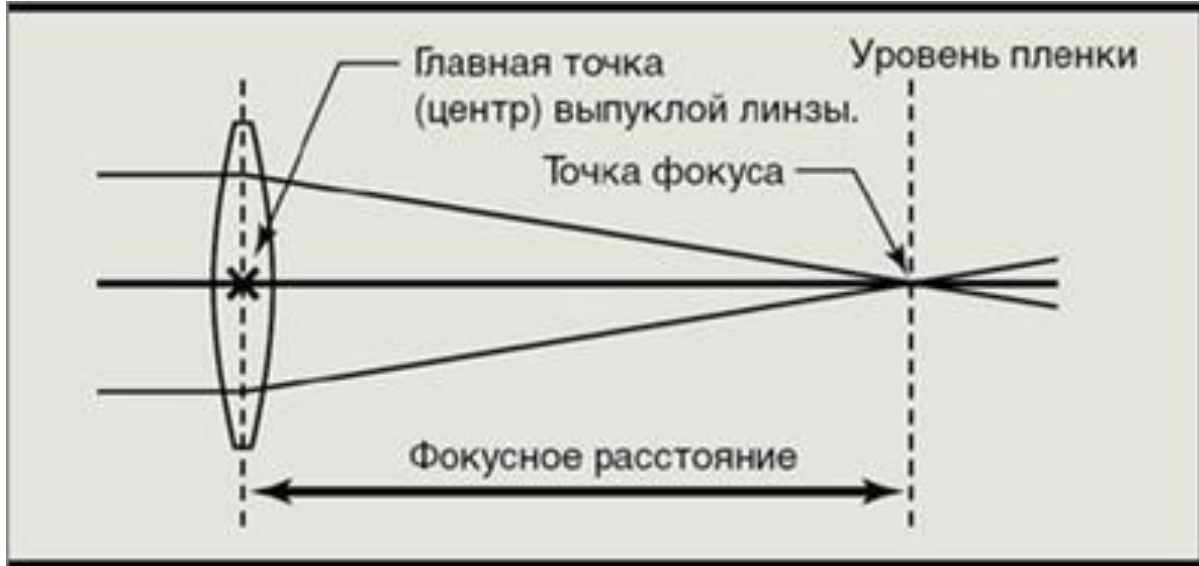 Главная точка
(центр) выпуклой линзы.
Уровень пленки
Точка фокуса
Фокусное расстояние